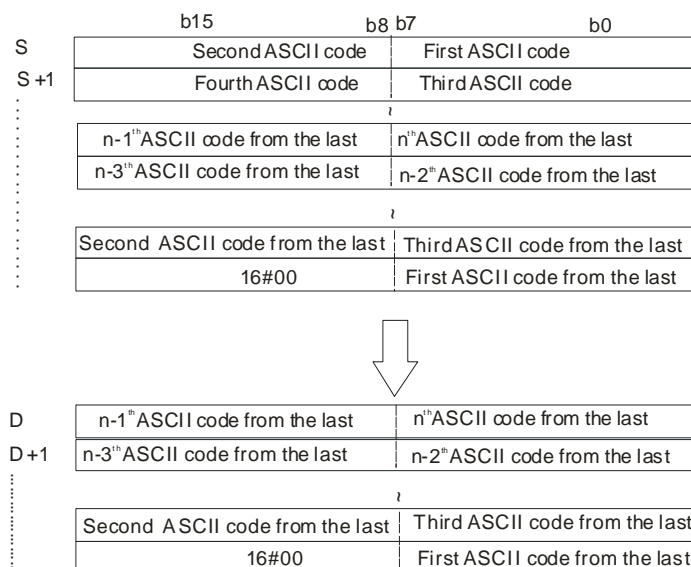 b15 b8 b7 b0
S Second ASCII code First ASCII code
S+1 Fourth ASCII code Third ASCII code
~
n-1th ASCII code from the last nth ASCII code from the last
n-3th ASCII code from the last n-2th ASCII code from the last
~
Second ASCII code from the last Third ASCII code from the last
16#00 First ASCII code from the last
D n-1th ASCII code from the last nth ASCII code from the last
D+1 n-3th ASCII code from the last n-2th ASCII code from the last
~
Second ASCII code from the last Third ASCII code from the last
16#00 First ASCII code from the last